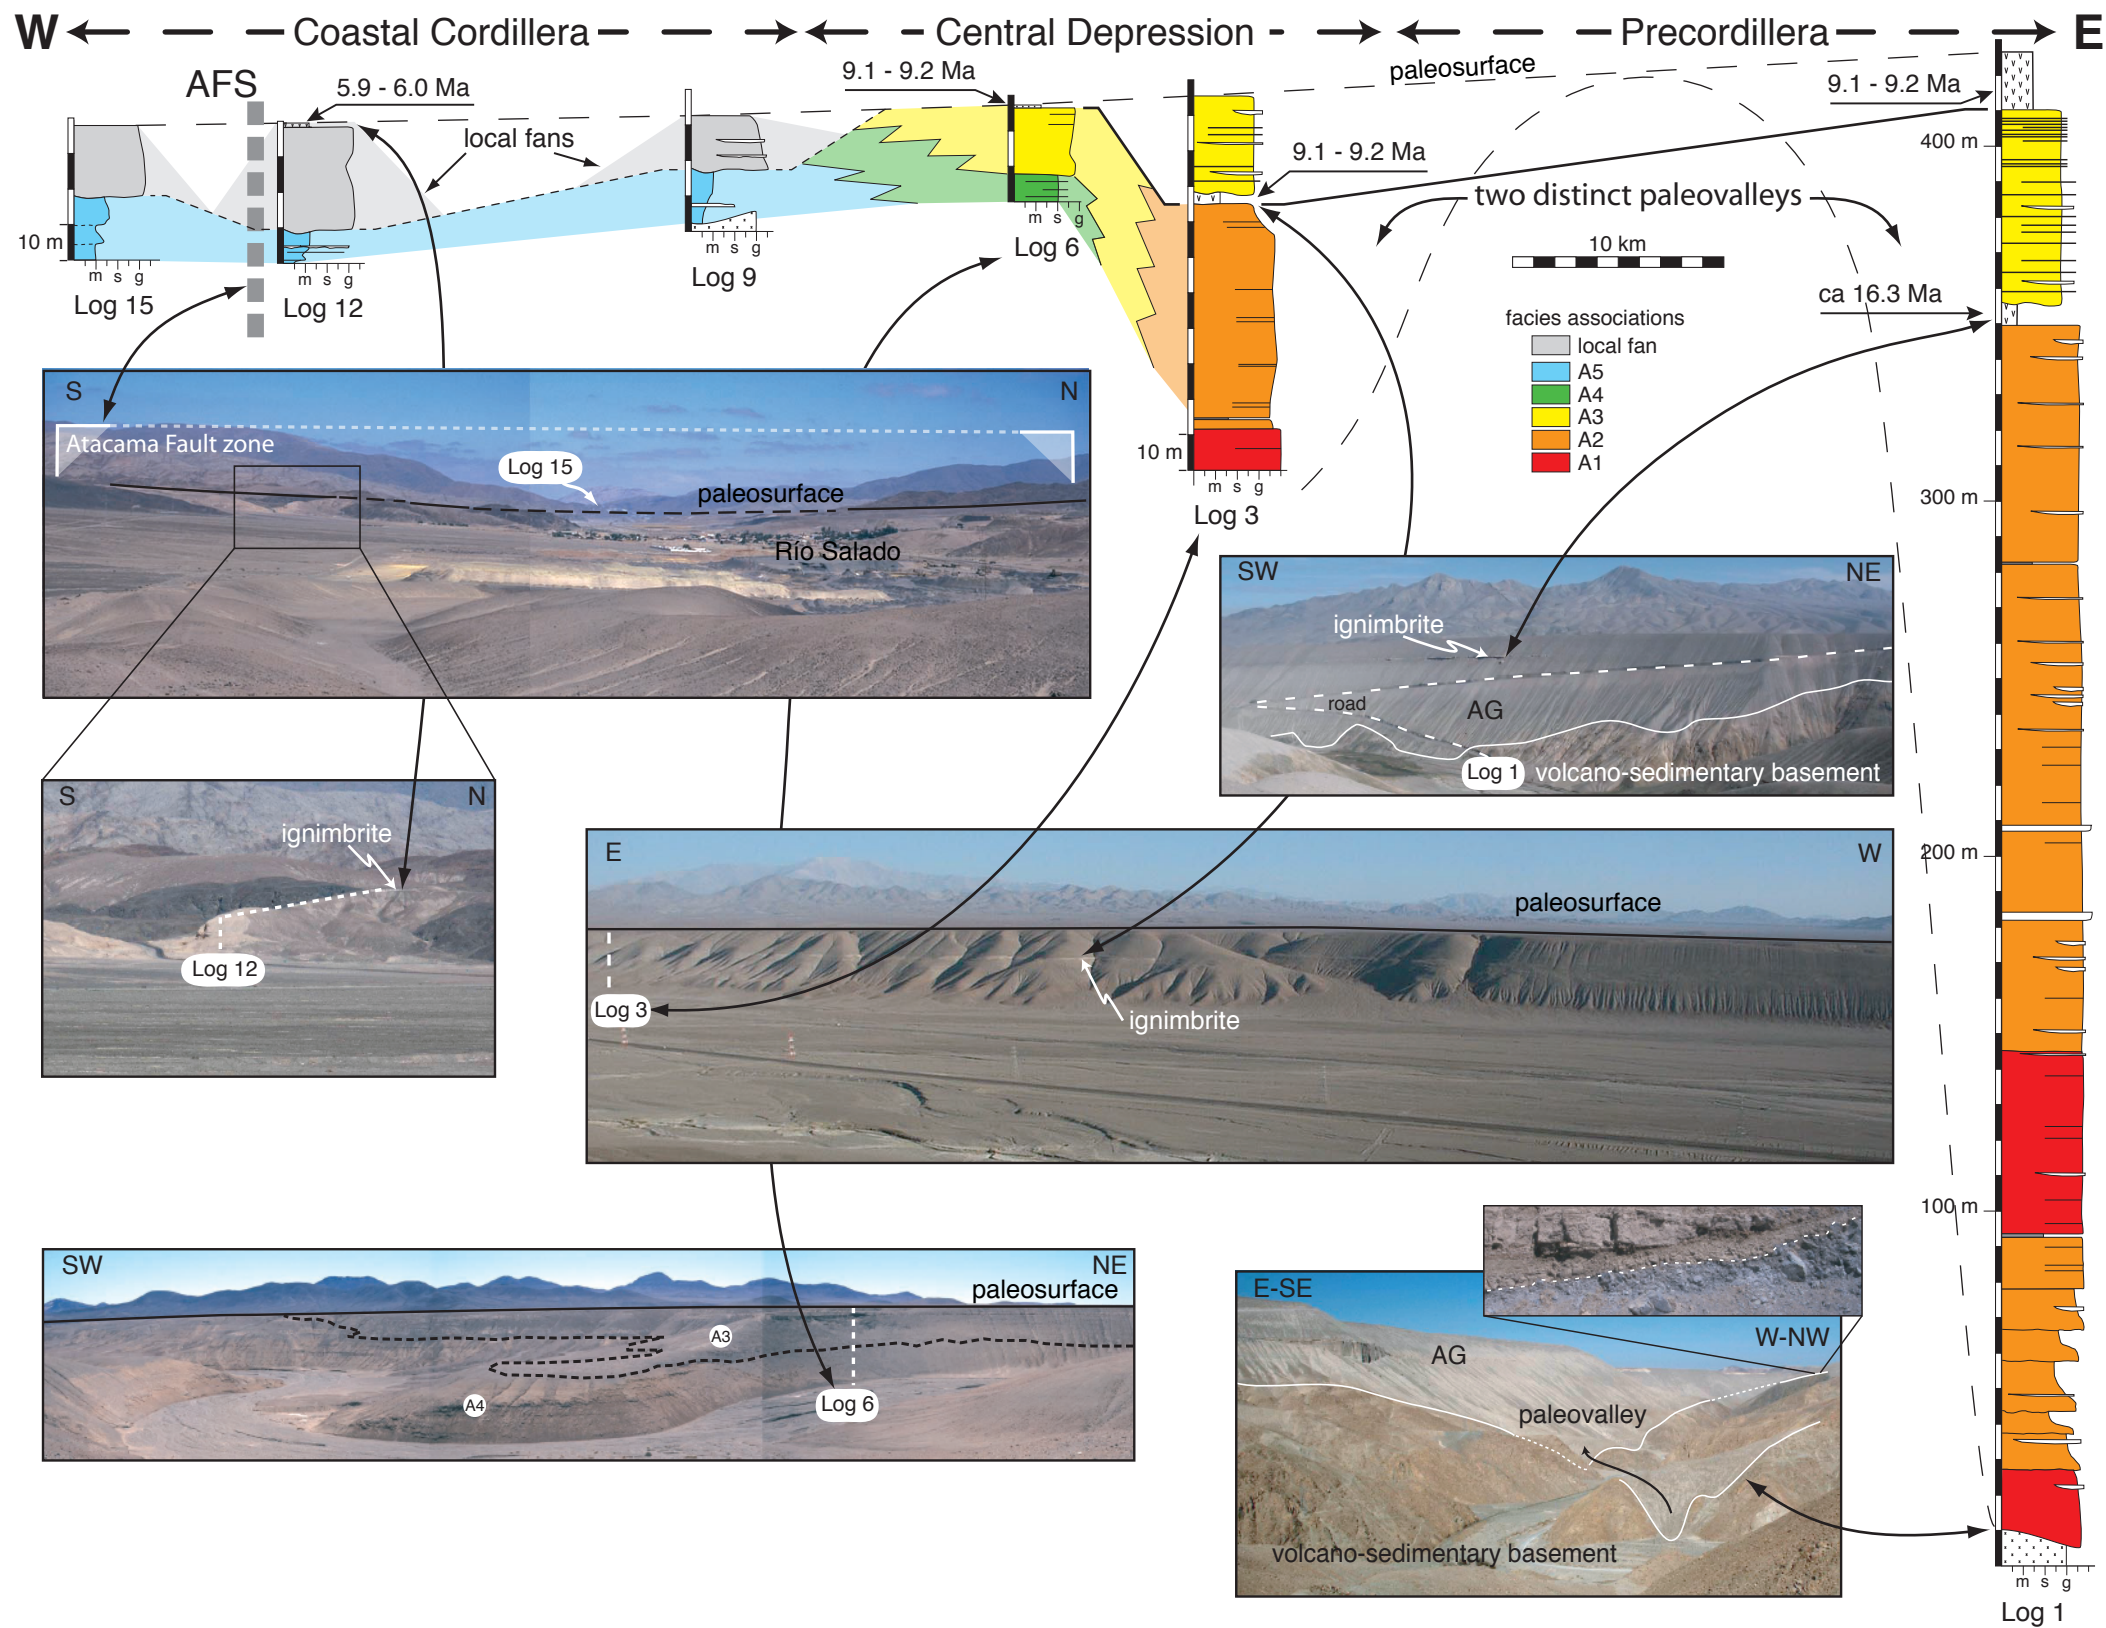 W
Coastal Cordillera
Central Depression
Precordillera
E
AFS
5.9 - 6.0 Ma
9.1 - 9.2 Ma
paleosurface
9.1 - 9.2 Ma
local fans
9.1 - 9.2 Ma
400 m
two distinct paleovalleys
10 m
m s g
Log 15
m s g
Log 12
m s g
Log 9
m s g
Log 6
10 km
ca 16.3 Ma
facies associations
local fan
A5
A4
A3
A2
A1
10 m
m s g
Log 3
300 m
S
N
Atacama Fault zone
Log 15
paleosurface
Río Salado
SW
NE
ignimbrite
road
AG
Log 1
volcano-sedimentary basement
S
N
ignimbrite
Log 12
E
W
paleosurface
Log 3
ignimbrite
200 m
100 m
SW
NE
paleosurface
A3
A4
Log 6
E-SE
W-NW
AG
paleovalley
volcano-sedimentary basement
m s g
Log 1